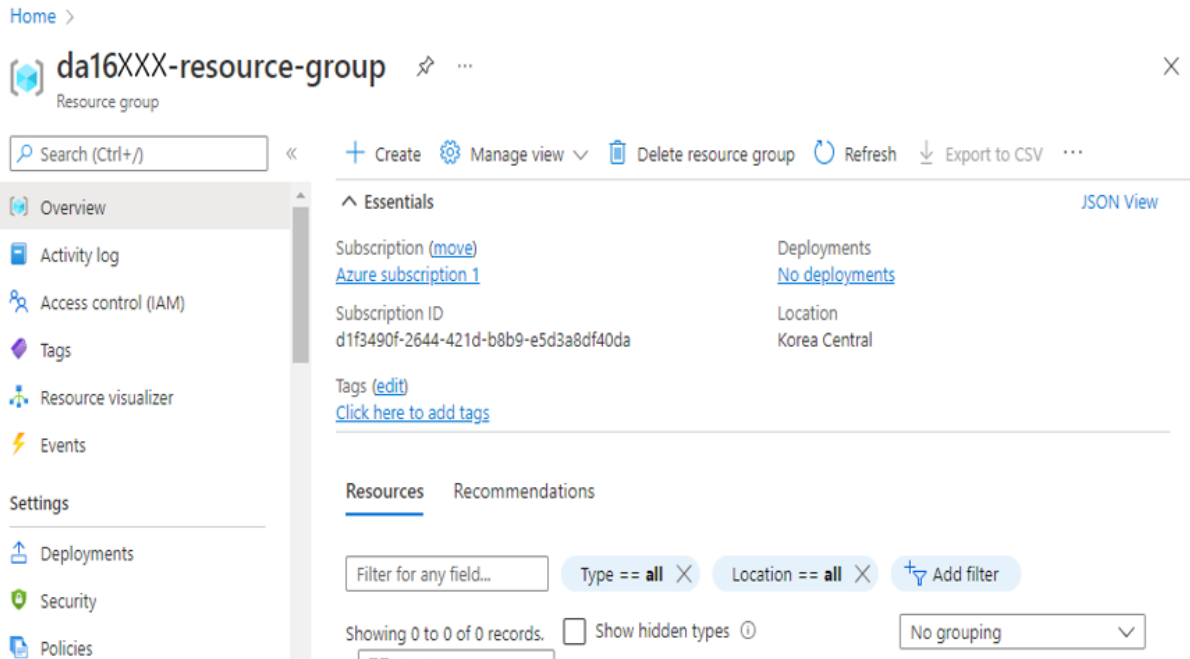 Home >
da16XXX-resource-group ...
Resource group
Search (Ctrl+/) «
Create Manage view Delete resource group Refresh Export to CSV ...
Overview
Activity log
Access control (IAM)
Tags
Resource visualizer
Events
Settings
Deployments
Security
Policies
Essentials JSON View
Subscription (move) Deployments
Azure subscription 1 No deployments
Subscription ID Location
d1f3490f-2644-421d-b8b9-e5d3a8df40da Korea Central
Tags (edit)
Click here to add tags
Resources Recommendations
Filter for any field... Type == all Location == all Add filter
Showing 0 to 0 of 0 records. Show hidden types No grouping